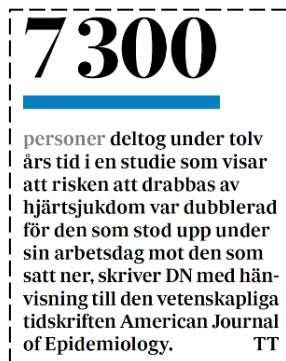 7 300
personer deltog under tolv
års tid i en studie som visar
att risken att drabbas av
hjärtsjukdom var dubblerad
för den som stod upp under
sin arbetsdag mot den som
satt ner, skriver DN med hän-
visning till den vetenskapliga
tidskriften American Journal
of Epidemiology. TT